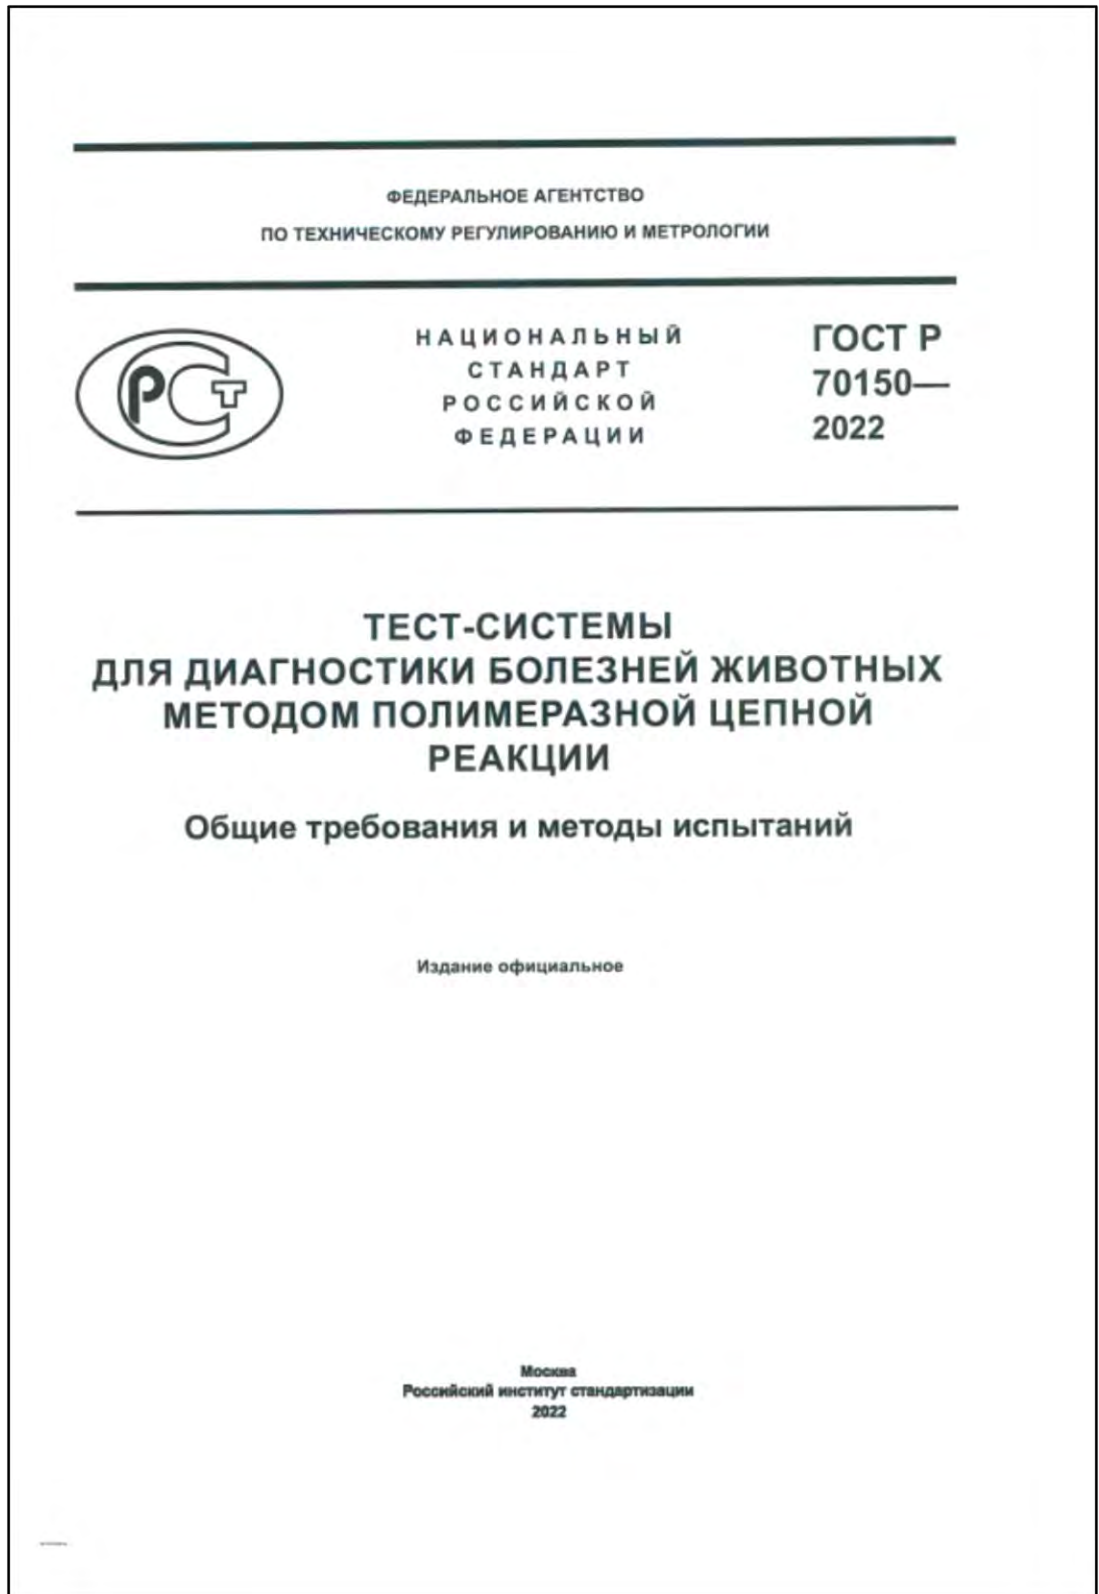 ФЕДЕРАЛЬНОЕ АГЕНТСТВО
ПО ТЕХНИЧЕСКОМУ РЕГУЛИРОВАНИЮ И МЕТРОЛОГИИ
РСТ
НАЦИОНАЛЬНЫЙ
СТАНДАРТ
РОССИЙСКОЙ
ФЕДЕРАЦИИ
ГОСТ Р
70150—
2022
ТЕСТ-СИСТЕМЫ
ДЛЯ ДИАГНОСТИКИ БОЛЕЗНЕЙ ЖИВОТНЫХ
МЕТОДОМ ПОЛИМЕРАЗНОЙ ЦЕПНОЙ
РЕАКЦИИ
Общие требования и методы испытаний
Издание официальное
Москва
Российский институт стандартизации
2022